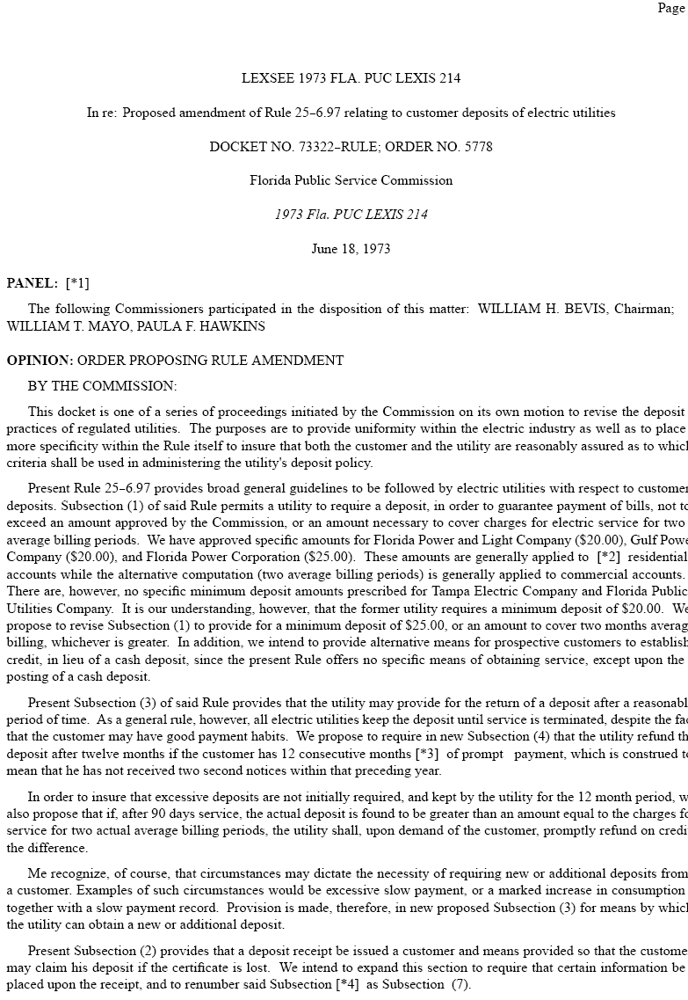 Page
LEXSEE 1973 FLA. PUC LEXIS 214
In re: Proposed amendment of Rule 25–6.97 relating to customer deposits of electric utilities
DOCKET NO. 73322–RULE; ORDER NO. 5778
Florida Public Service Commission
1973 Fla. PUC LEXIS 214
June 18, 1973
PANEL: [*1]
The following Commissioners participated in the disposition of this matter: WILLIAM H. BEVIS, Chairman;
WILLIAM T. MAYO, PAULA F. HAWKINS
OPINION: ORDER PROPOSING RULE AMENDMENT
BY THE COMMISSION:
This docket is one of a series of proceedings initiated by the Commission on its own motion to revise the deposit
practices of regulated utilities. The purposes are to provide uniformity within the electric industry as well as to place
more specificity within the Rule itself to insure that both the customer and the utility are reasonably assured as to which
criteria shall be used in administering the utility's deposit policy.
Present Rule 25–6.97 provides broad general guidelines to be followed by electric utilities with respect to customer
deposits. Subsection (1) of said Rule permits a utility to require a deposit, in order to guarantee payment of bills, not to
exceed an amount approved by the Commission, or an amount necessary to cover charges for electric service for two
average billing periods. We have approved specific amounts for Florida Power and Light Company ($20.00), Gulf Powe
Company ($20.00), and Florida Power Corporation ($25.00). These amounts are generally applied to [*2] residential
accounts while the alternative computation (two average billing periods) is generally applied to commercial accounts.
There are, however, no specific minimum deposit amounts prescribed for Tampa Electric Company and Florida Public
Utilities Company. It is our understanding, however, that the former utility requires a minimum deposit of $20.00. We
propose to revise Subsection (1) to provide for a minimum deposit of $25.00, or an amount to cover two months averag
billing, whichever is greater. In addition, we intend to provide alternative means for prospective customers to establish
credit, in lieu of a cash deposit, since the present Rule offers no specific means of obtaining service, except upon the
posting of a cash deposit.
Present Subsection (3) of said Rule provides that the utility may provide for the return of a deposit after a reasonabl
period of time. As a general rule, however, all electric utilities keep the deposit until service is terminated, despite the fac
that the customer may have good payment habits. We propose to require in new Subsection (4) that the utility refund th
deposit after twelve months if the customer has 12 consecutive months [*3] of prompt payment, which is construed to
mean that he has not received two second notices within that preceding year.
In order to insure that excessive deposits are not initially required, and kept by the utility for the 12 month period, w
also propose that if, after 90 days service, the actual deposit is found to be greater than an amount equal to the charges fo
service for two actual average billing periods, the utility shall, upon demand of the customer, promptly refund on credi
the difference.
Me recognize, of course, that circumstances may dictate the necessity of requiring new or additional deposits from
a customer. Examples of such circumstances would be excessive slow payment, or a marked increase in consumption
together with a slow payment record. Provision is made, therefore, in new proposed Subsection (3) for means by which
the utility can obtain a new or additional deposit.
Present Subsection (2) provides that a deposit receipt be issued a customer and means provided so that the custome
may claim his deposit if the certificate is lost. We intend to expand this section to require that certain information be
placed upon the receipt, and to renumber said Subsection [*4] as Subsection (7).